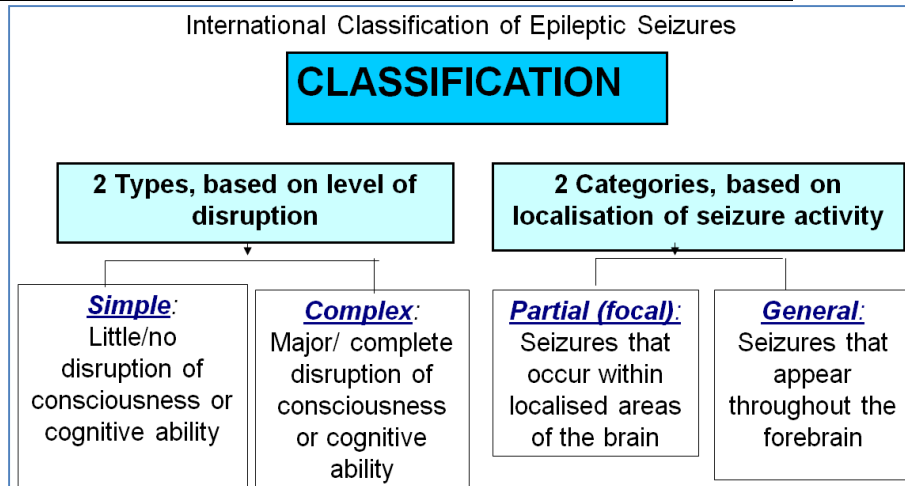 International Classification of Epileptic Seizures
CLASSIFICATION
2 Types, based on level of
disruption
2 Categories, based on
localisation of seizure activity
Simple:
Little/no
disruption of
consciousness or
cognitive ability
Complex:
Major/ complete
disruption of
consciousness
or cognitive
ability
Partial (focal):
Seizures that
occur within
localised areas
of the brain
General:
Seizures that
appear
throughout the
forebrain